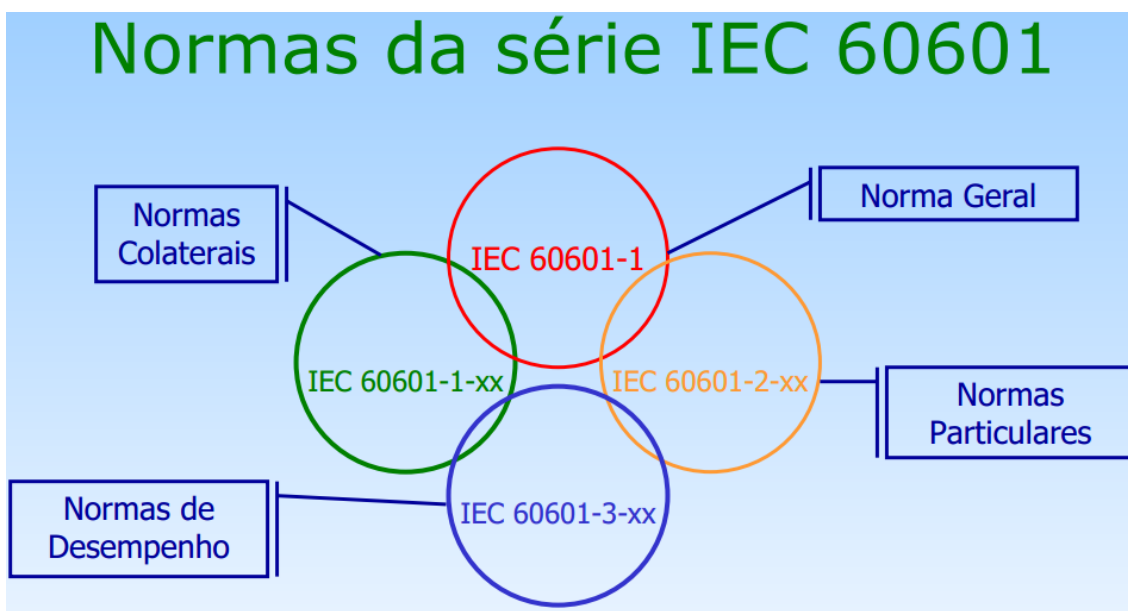 Normas da série IEC 60601
Normas
Colaterais
Norma Geral
IEC 60601-1
IEC 60601-1-xx
IEC 60601-2-xx
Normas
Particulares
Normas de
Desempenho
IEC 60601-3-xx